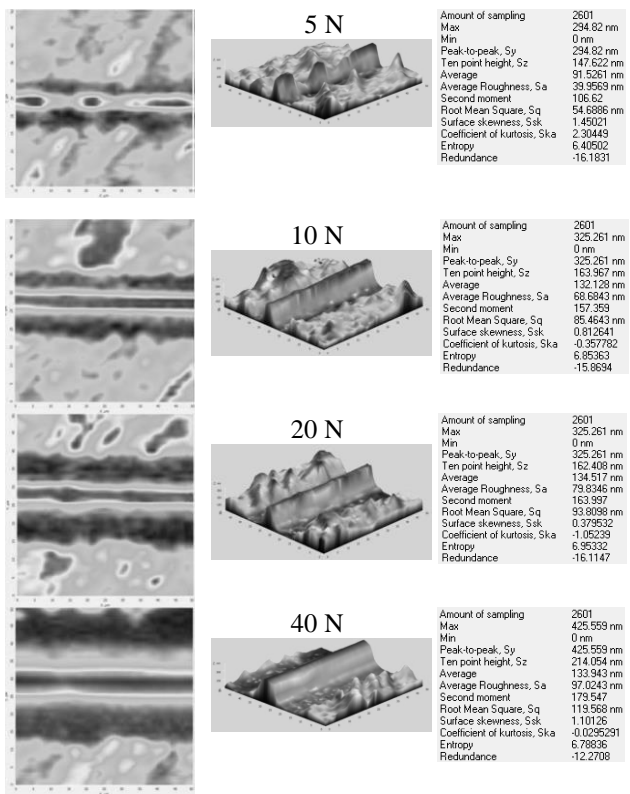 5 N
Amount of sampling 2601
Max 294.82 nm
Min 0 nm
Peak-to-peak, Sy 294.82 nm
Ten point height, Sz 147.622 nm
Average 91.5261 nm
Average Roughness, Sa 39.9569 nm
Second moment 106.62
Root Mean Square, Sq 54.6886 nm
Surface skewness, Ssk 1.45021
Coefficient of kurtosis, Ska 2.30449
Entropy 6.40502
Redundance -16.1831
10 N
Amount of sampling 2601
Max 325.261 nm
Min 0 nm
Peak-to-peak, Sy 325.261 nm
Ten point height, Sz 163.967 nm
Average 132.128 nm
Average Roughness, Sa 68.6843 nm
Second moment 157.359
Root Mean Square, Sq 85.4643 nm
Surface skewness, Ssk 0.812641
Coefficient of kurtosis, Ska -0.357782
Entropy 6.85363
Redundance -15.8694
20 N
Amount of sampling 2601
Max 325.261 nm
Min 0 nm
Peak-to-peak, Sy 325.261 nm
Ten point height, Sz 162.408 nm
Average 134.517 nm
Average Roughness, Sa 79.8346 nm
Second moment 163.997
Root Mean Square, Sq 93.8098 nm
Surface skewness, Ssk 0.379532
Coefficient of kurtosis, Ska -1.05239
Entropy 6.95332
Redundance -16.1147
40 N
Amount of sampling 2601
Max 425.559 nm
Min 0 nm
Peak-to-peak, Sy 425.559 nm
Ten point height, Sz 214.054 nm
Average 133.943 nm
Average Roughness, Sa 97.0243 nm
Second moment 179.547
Root Mean Square, Sq 119.568 nm
Surface skewness, Ssk 1.10126
Coefficient of kurtosis, Ska -0.0295291
Entropy 6.78836
Redundance -12.2708